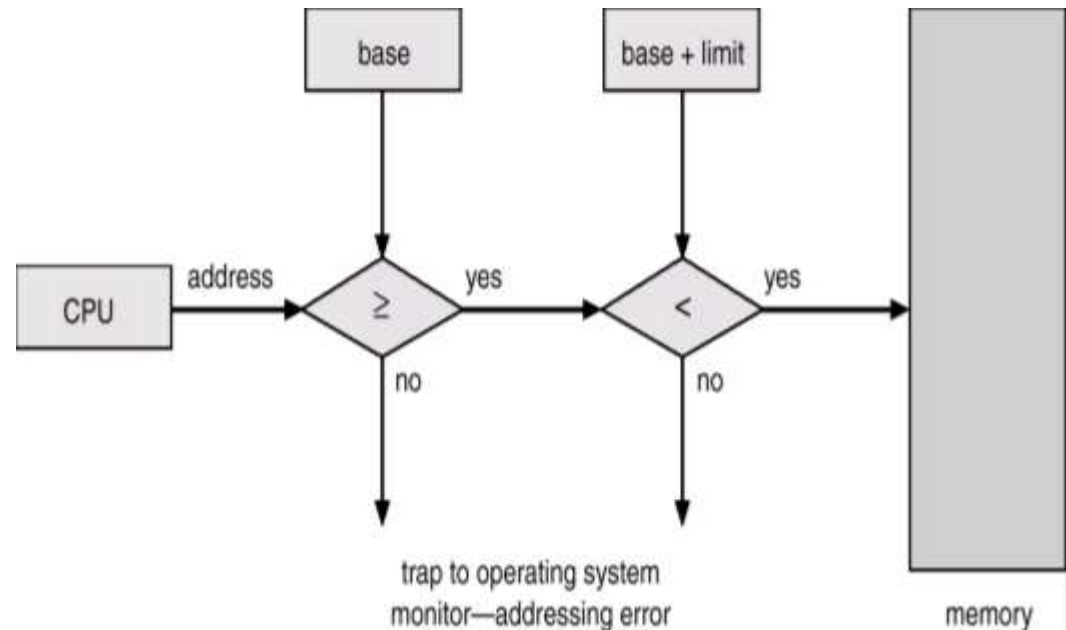 base
base + limit
address
yes
yes
CPU
≥
<
no
no
trap to operating system
monitor—addressing error
memory